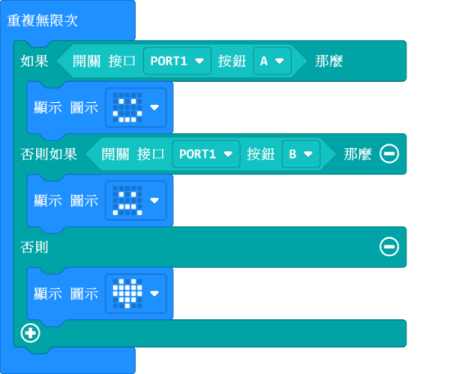 重複無限次
如果 開關 接口 PORT1 按鈕 A 那麼
顯示 圖示
否則如果 開關 接口 PORT1 按鈕 B 那麼
顯示 圖示
否則
顯示 圖示